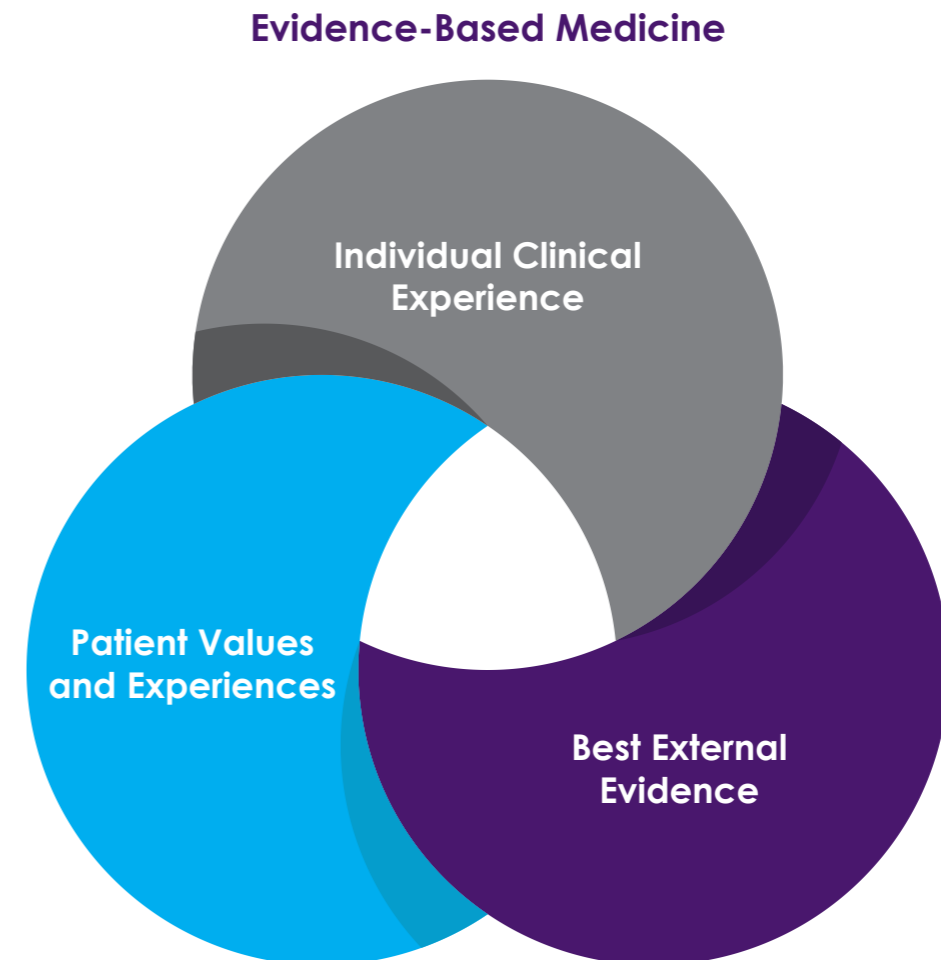 Evidence-Based Medicine
Individual Clinical
Experience
Patient Values
and Experiences
Best External
Evidence